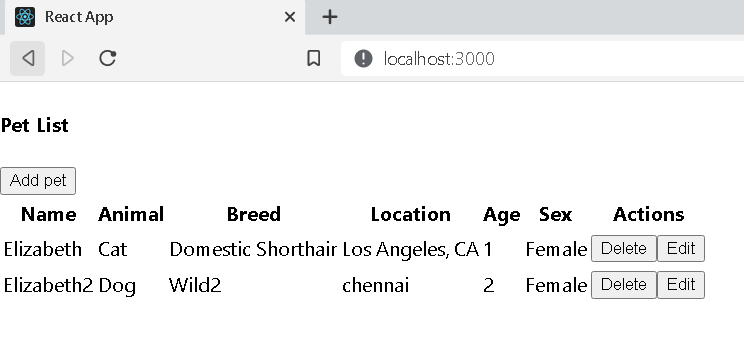 React App
localhost:3000
Pet List
Add pet
Name Animal Breed Location Age Sex Actions
Elizabeth Cat Domestic Shorthair Los Angeles, CA 1 Female Delete Edit
Elizabeth2 Dog Wild2 chennai 2 Female Delete Edit